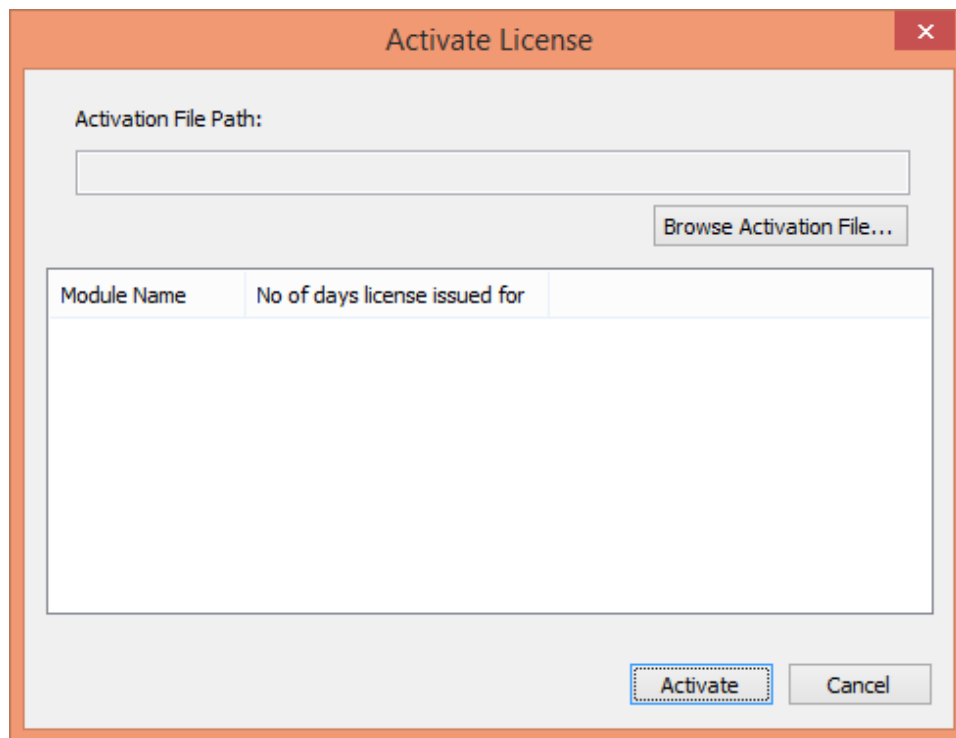 Activate License
Activation File Path:
Browse Activation File...
Module Name No of days license issued for
Activate Cancel